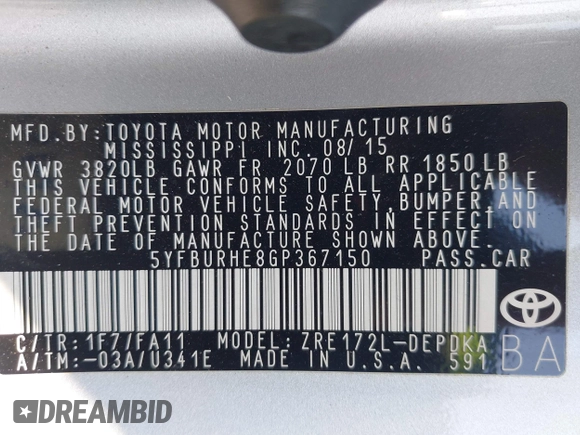 MFD.BY: TOYOTA MOTOR MANUFACTURING
MISSISSIPPI INC. 08/15
GVWR 3820LB GAWR FR 2070 LB RR 1850LB
THIS VEHICLE CONFORMS TO ALL APPLICABLE
FEDERAL MOTOR VEHICLE SAFETY, BUMPER, AND
THEFT PREVENTION STANDARDS IN EFFECT ON
THE DATE OF MANUFACTURE SHOWN ABOVE.
5YFBURHE8GP367150 PASS.CAR
C/TR: 1F7/FA11 MODEL: ZRE172L-DEPDKA
A/TM: -03A/U341E MADE IN U.S.A. 591
BA
DREAMBID